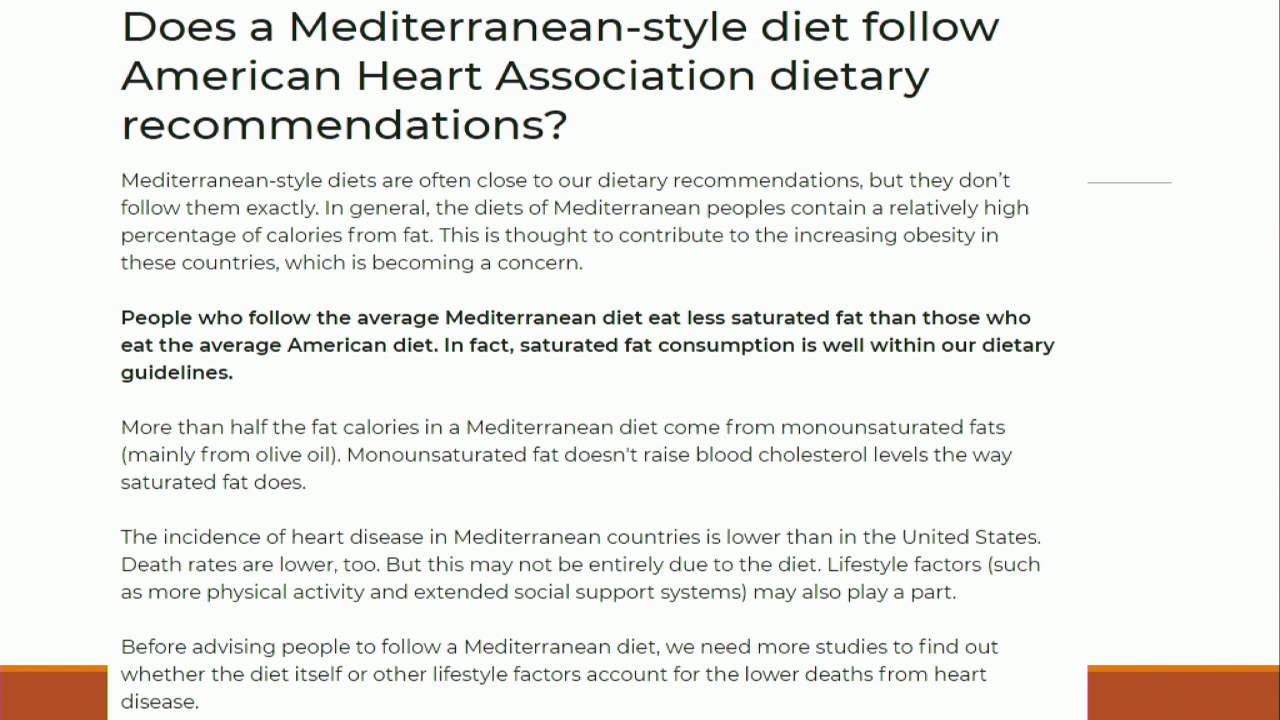 Does a Mediterranean-style diet follow
American Heart Association dietary
recommendations?
Mediterranean-style diets are often close to our dietary recommendations, but they don’t
follow them exactly. In general, the diets of Mediterranean peoples contain a relatively high
percentage of calories from fat. This is thought to contribute to the increasing obesity in
these countries, which is becoming a concern.
People who follow the average Mediterranean diet eat less saturated fat than those who
eat the average American diet. In fact, saturated fat consumption is well within our dietary
guidelines.
More than half the fat calories in a Mediterranean diet come from monounsaturated fats
(mainly from olive oil). Monounsaturated fat doesn't raise blood cholesterol levels the way
saturated fat does.
The incidence of heart disease in Mediterranean countries is lower than in the United States.
Death rates are lower, too. But this may not be entirely due to the diet. Lifestyle factors (such
as more physical activity and extended social support systems) may also play a part.
Before advising people to follow a Mediterranean diet, we need more studies to find out
whether the diet itself or other lifestyle factors account for the lower deaths from heart
disease.